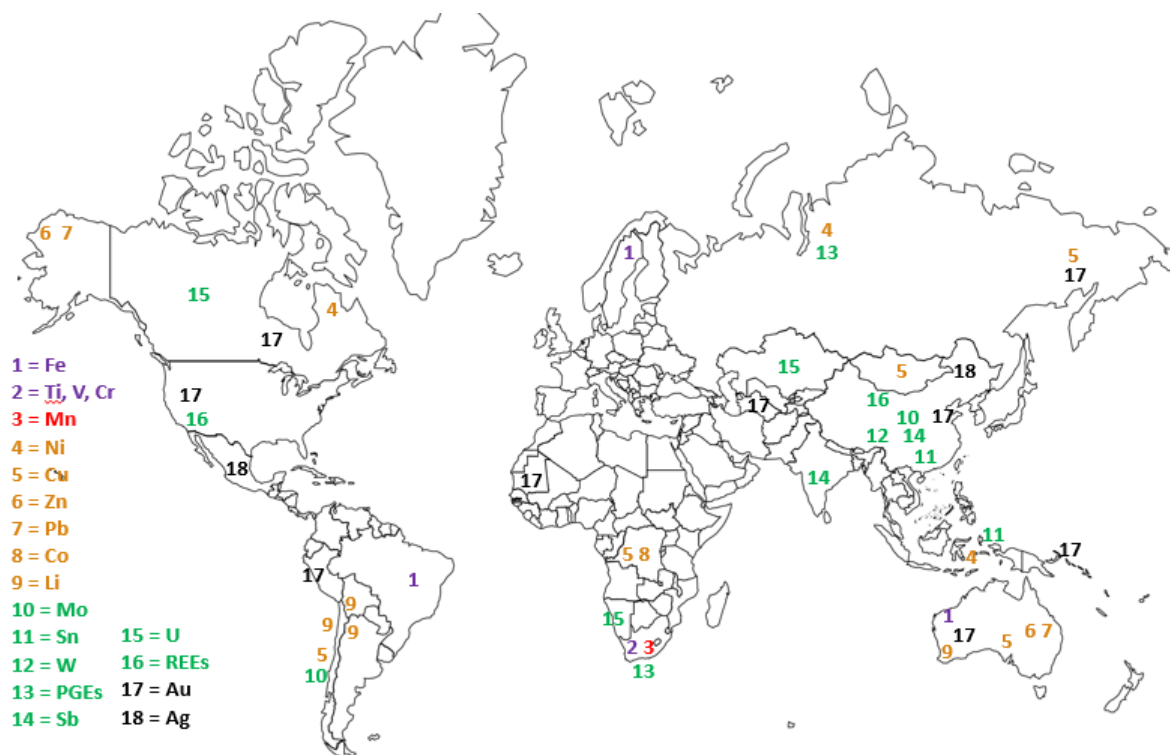 4
6 7
1
13
5
17
15
4
17
15
5
18
17
16
17
17
10
16
12
14
11
18
17
14
11
17
5 8
4
17
1
9
9
9
15
1
6 7
17
5
5
9
2
3
10
13
1 = Fe
2 = Ti, V, Cr
3 = Mn
4 = Ni
5 = Cu
6 = Zn
7 = Pb
8 = Co
9 = Li
10 = Mo
11 = Sn
12 = W
13 = PGEs
14 = Sb
15 = U
16 = REEs
17 = Au
18 = Ag